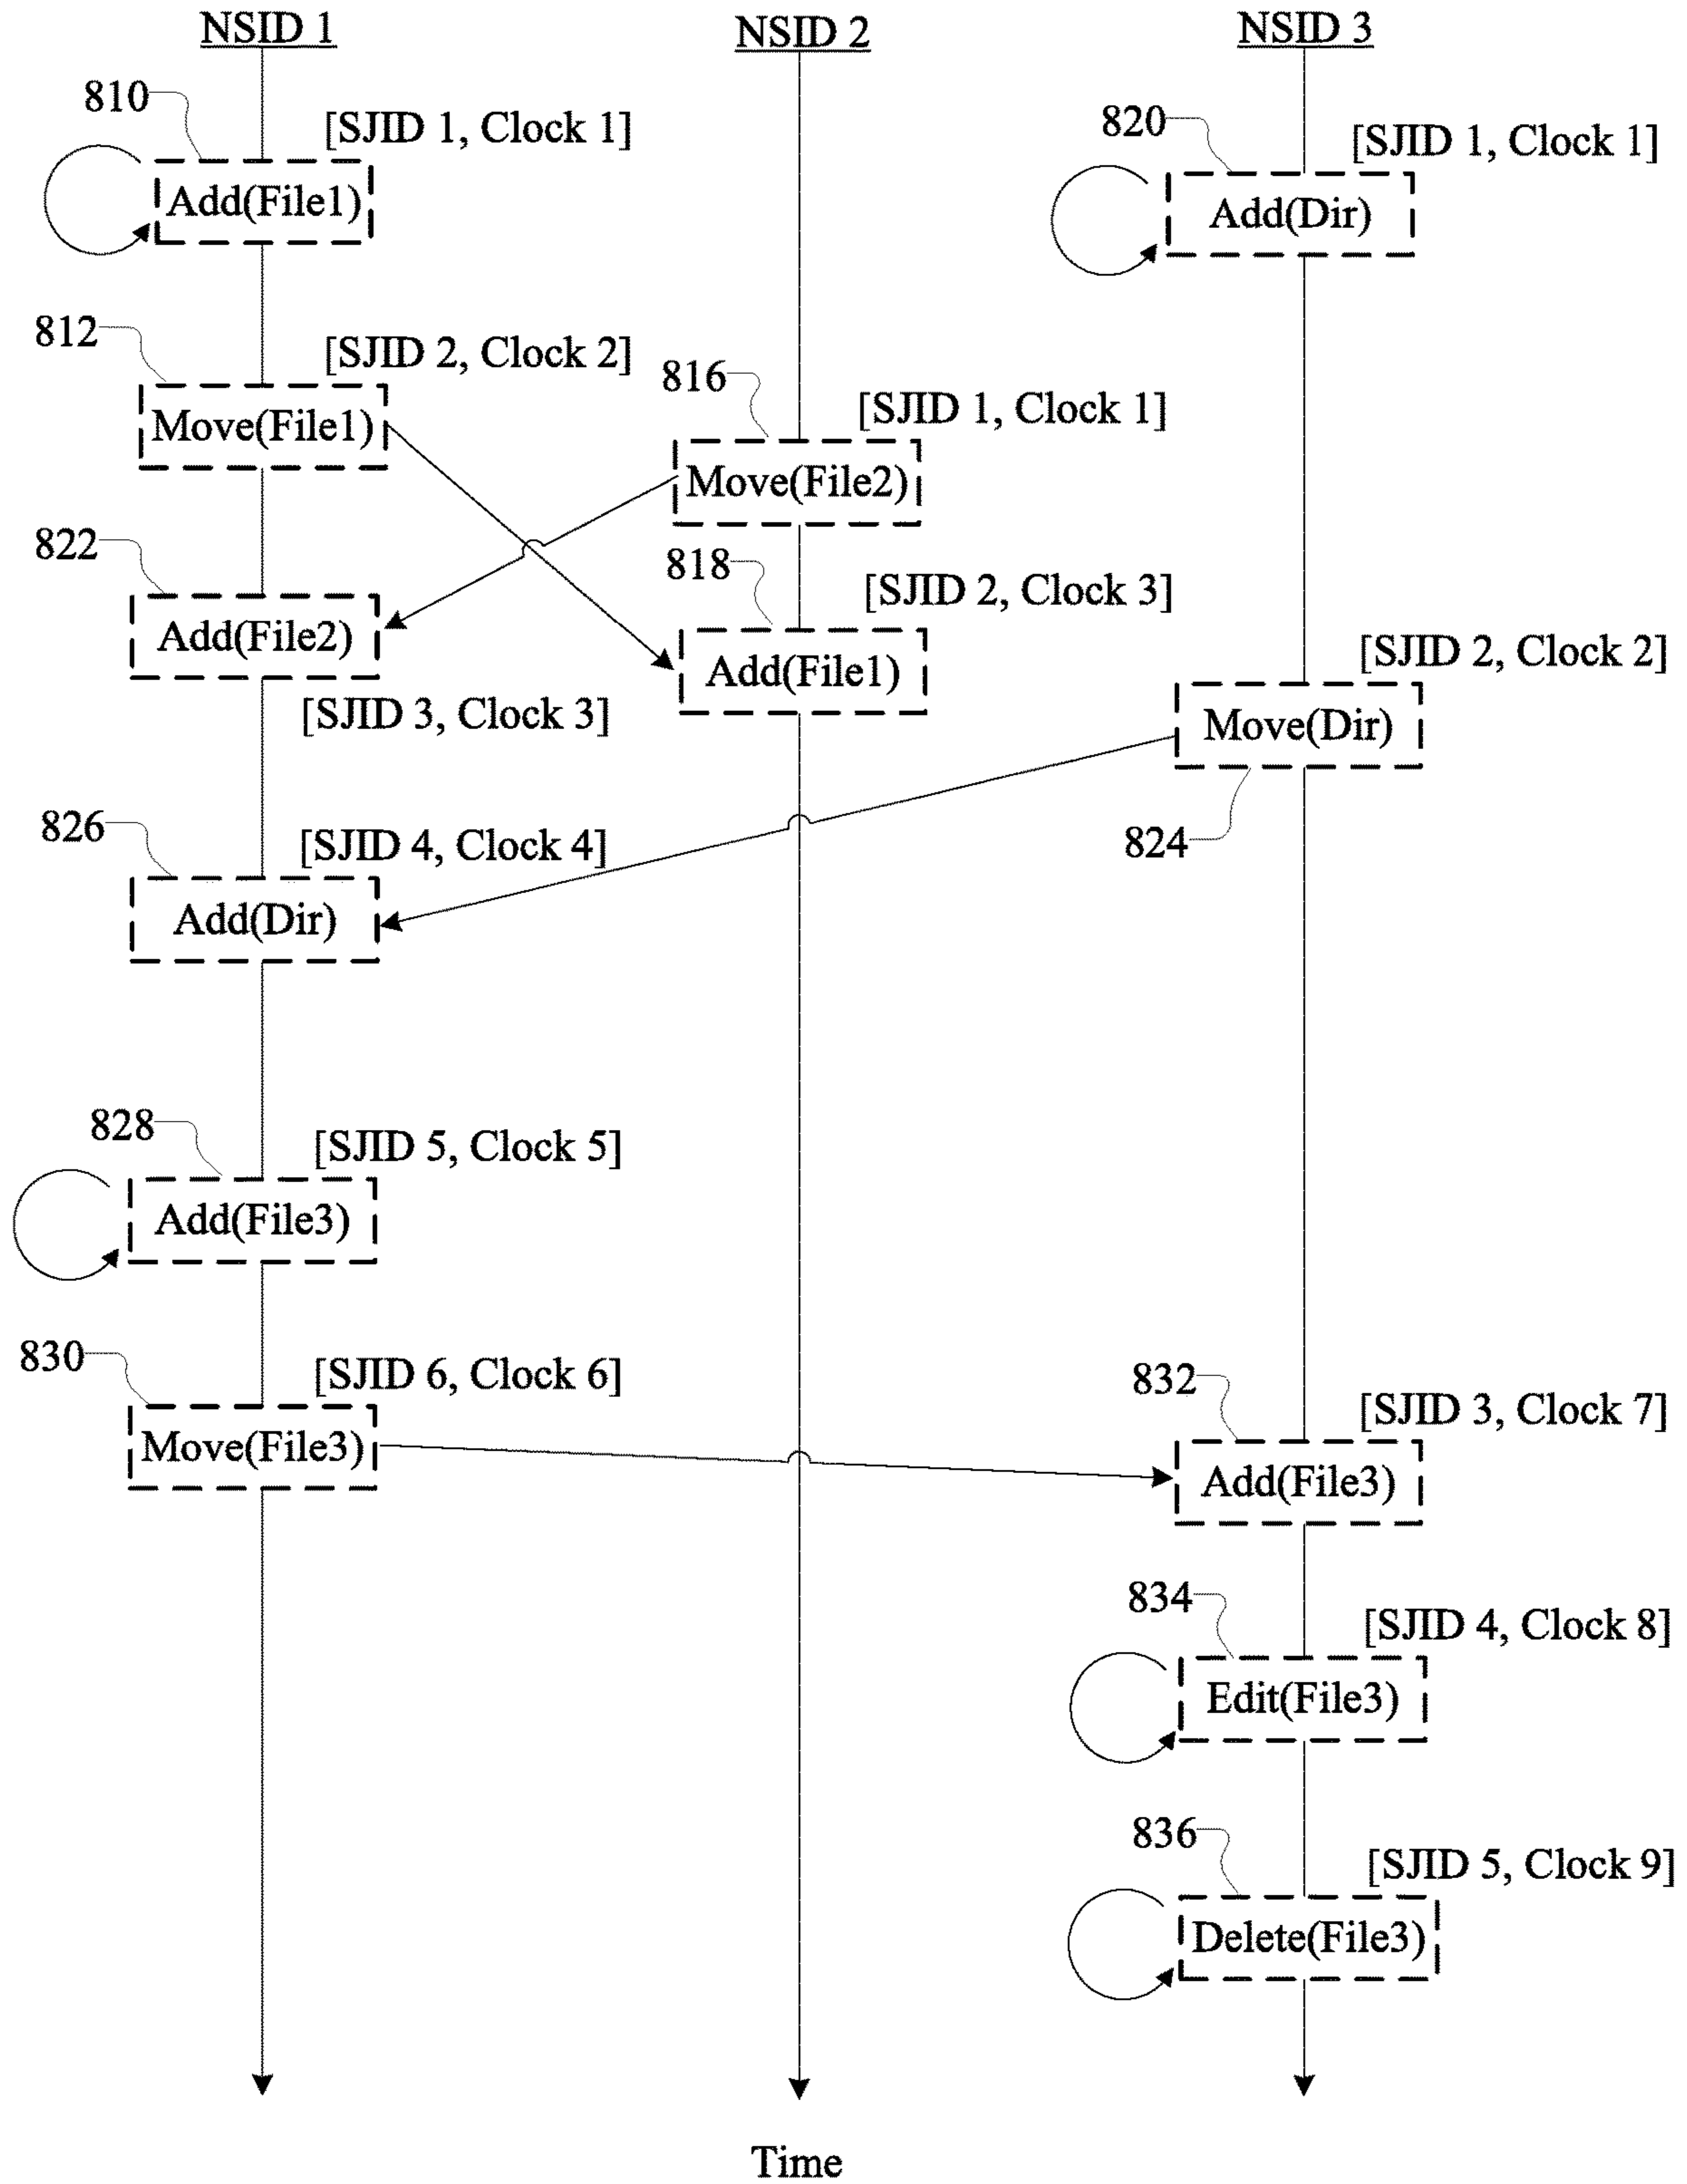 NSID 1
NSID 2
NSID 3
810
[SJID 1, Clock 1]
Add(File1)
820
[SJID 1, Clock 1]
Add(Dir)
812
[SJID 2, Clock 2]
Move(File1)
816
[SJID 1, Clock 1]
Move(File2)
822
Add(File2)
[SJID 3, Clock 3]
818
[SJID 2, Clock 3]
Add(File1)
[SJID 2, Clock 2]
Move(Dir)
824
826
[SJID 4, Clock 4]
Add(Dir)
828
[SJID 5, Clock 5]
Add(File3)
830
[SJID 6, Clock 6]
Move(File3)
832
[SJID 3, Clock 7]
Add(File3)
834
[SJID 4, Clock 8]
Edit(File3)
836
[SJID 5, Clock 9]
Delete(File3)
Time